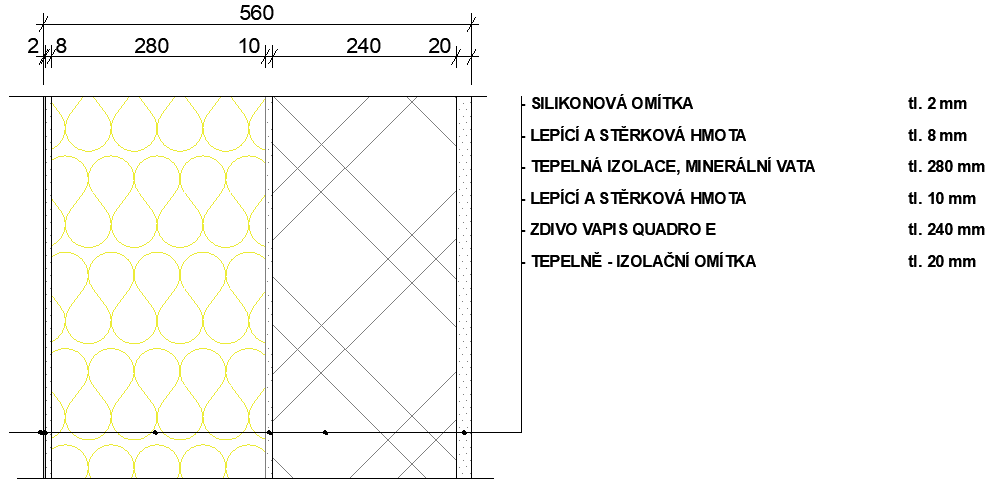 560
2 8 280 10 240 20
- SILIKONOVÁ OMÍTKA tl. 2 mm
- LEPÍCÍ A STĚRKOVÁ HMOTA tl. 8 mm
- TEPELNÁ IZOLACE, MINERÁLNÍ VATA tl. 280 mm
- LEPÍCÍ A STĚRKOVÁ HMOTA tl. 10 mm
- ZDIVO VAPIS QUADRO E tl. 240 mm
- TEPELNĚ - IZOLAČNÍ OMÍTKA tl. 20 mm